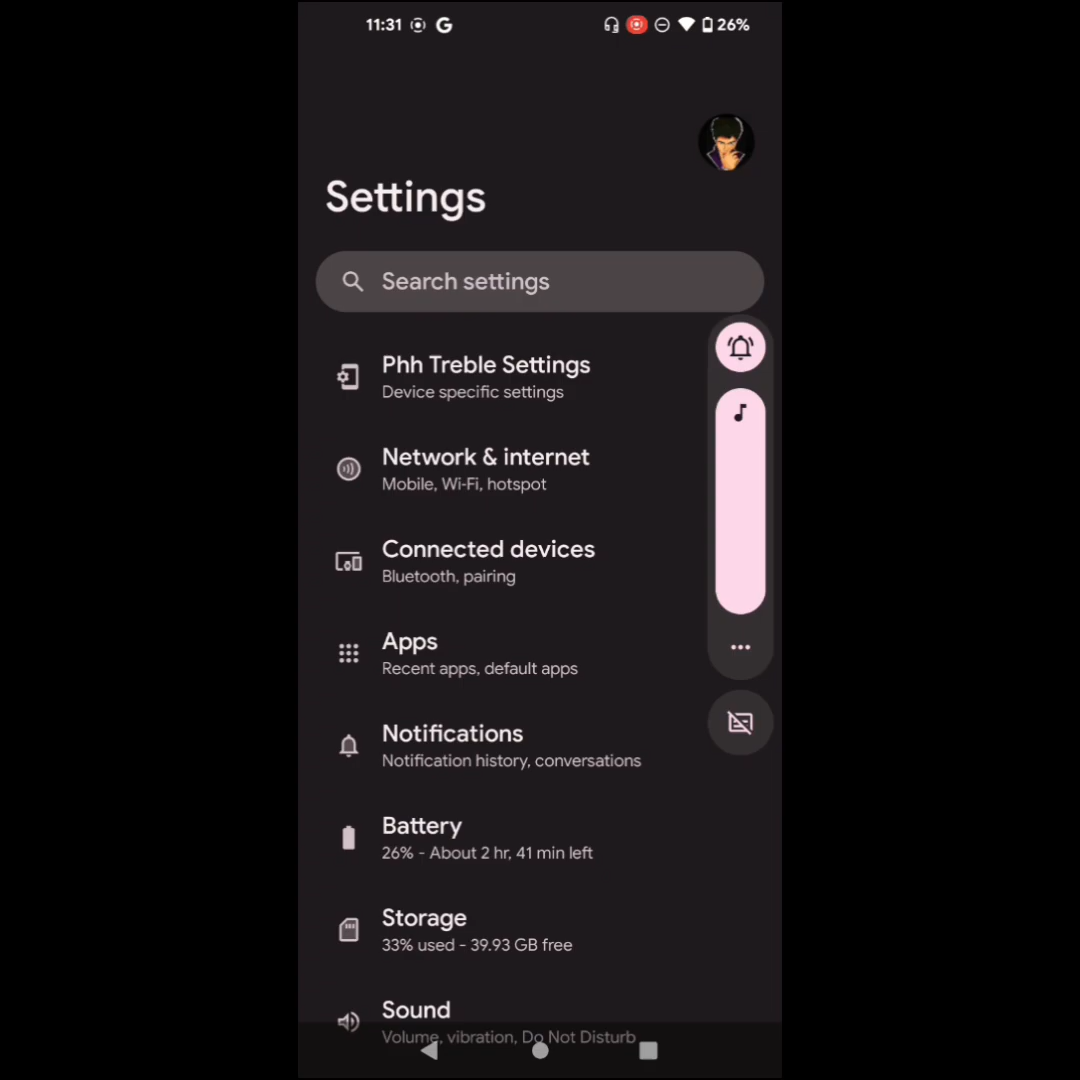 11:31 G 26%
Settings
Search settings
Phh Treble Settings
Device specific settings
Network & internet
Mobile, Wi-Fi, hotspot
Connected devices
Bluetooth, pairing
Apps
Recent apps, default apps
Notifications
Notification history, conversations
Battery
26% - About 2 hr, 41 min left
Storage
33% used - 39.93 GB free
Sound
Volume, vibration, Do Not Disturb